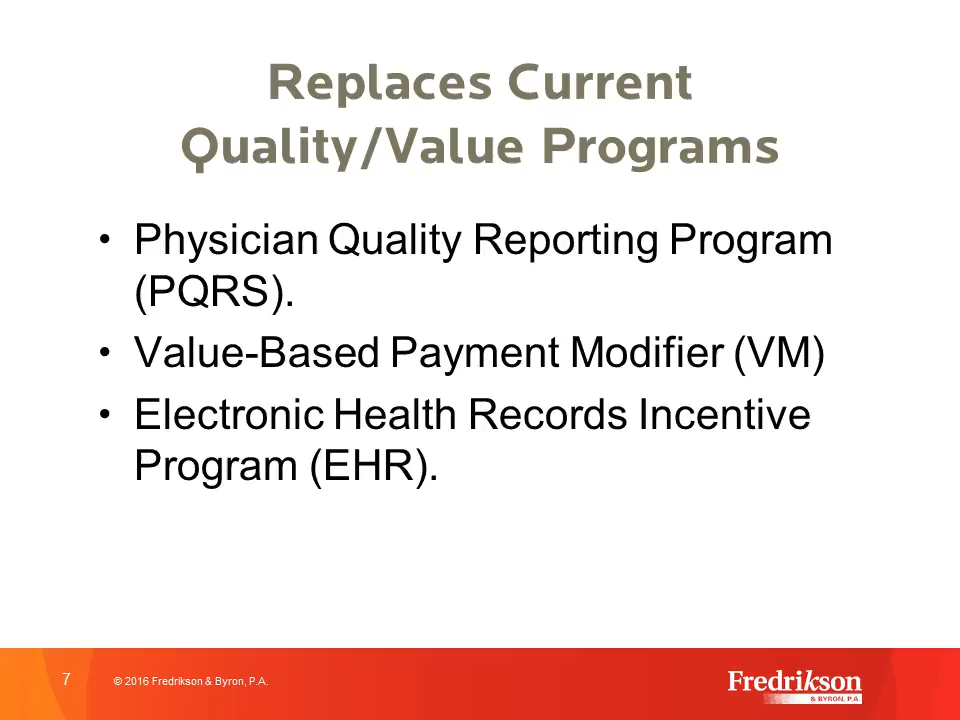 Replaces Current
Quality/Value Programs
• Physician Quality Reporting Program
(PQRS).
• Value-Based Payment Modifier (VM)
• Electronic Health Records Incentive
Program (EHR).
7
© 2016 Fredrikson & Byron, P.A.
Fredrikson
& BYRON, P.A.